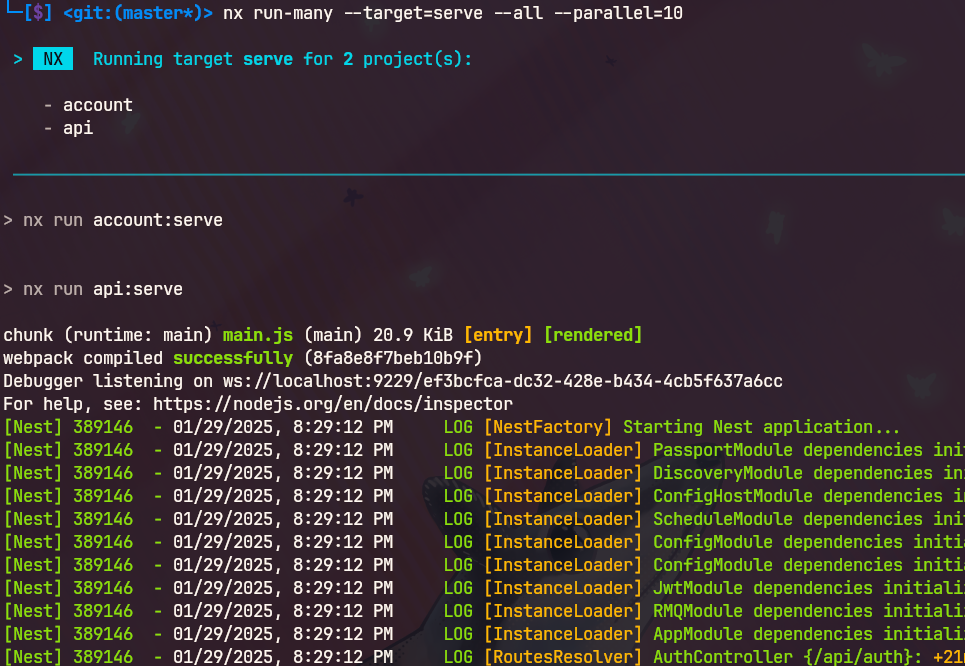 └─[$] <git:(master*)> nx run-many --target=serve --all --parallel=10
> NX Running target serve for 2 project(s):
- account
- api
> nx run account:serve
> nx run api:serve
chunk (runtime: main) main.js (main) 20.9 KiB [entry] [rendered]
webpack compiled successfully (8fa8e8f7beb10b9f)
Debugger listening on ws://localhost:9229/ef3bcfca-dc32-428e-b434-4cb5f637a6cc
For help, see: https://nodejs.org/en/docs/inspector
[Nest] 389146 - 01/29/2025, 8:29:12 PM LOG [NestFactory] Starting Nest application...
[Nest] 389146 - 01/29/2025, 8:29:12 PM LOG [InstanceLoader] PassportModule dependencies ini
[Nest] 389146 - 01/29/2025, 8:29:12 PM LOG [InstanceLoader] DiscoveryModule dependencies in
[Nest] 389146 - 01/29/2025, 8:29:12 PM LOG [InstanceLoader] ConfigHostModule dependencies i
[Nest] 389146 - 01/29/2025, 8:29:12 PM LOG [InstanceLoader] ScheduleModule dependencies ini
[Nest] 389146 - 01/29/2025, 8:29:12 PM LOG [InstanceLoader] ConfigModule dependencies initia
[Nest] 389146 - 01/29/2025, 8:29:12 PM LOG [InstanceLoader] ConfigModule dependencies initia
[Nest] 389146 - 01/29/2025, 8:29:12 PM LOG [InstanceLoader] JwtModule dependencies initiali
[Nest] 389146 - 01/29/2025, 8:29:12 PM LOG [InstanceLoader] RMQModule dependencies initiali
[Nest] 389146 - 01/29/2025, 8:29:12 PM LOG [InstanceLoader] AppModule dependencies initiali
[Nest] 389146 - 01/29/2025, 8:29:12 PM LOG [RoutesResolver] AuthController {/api/auth}: +21